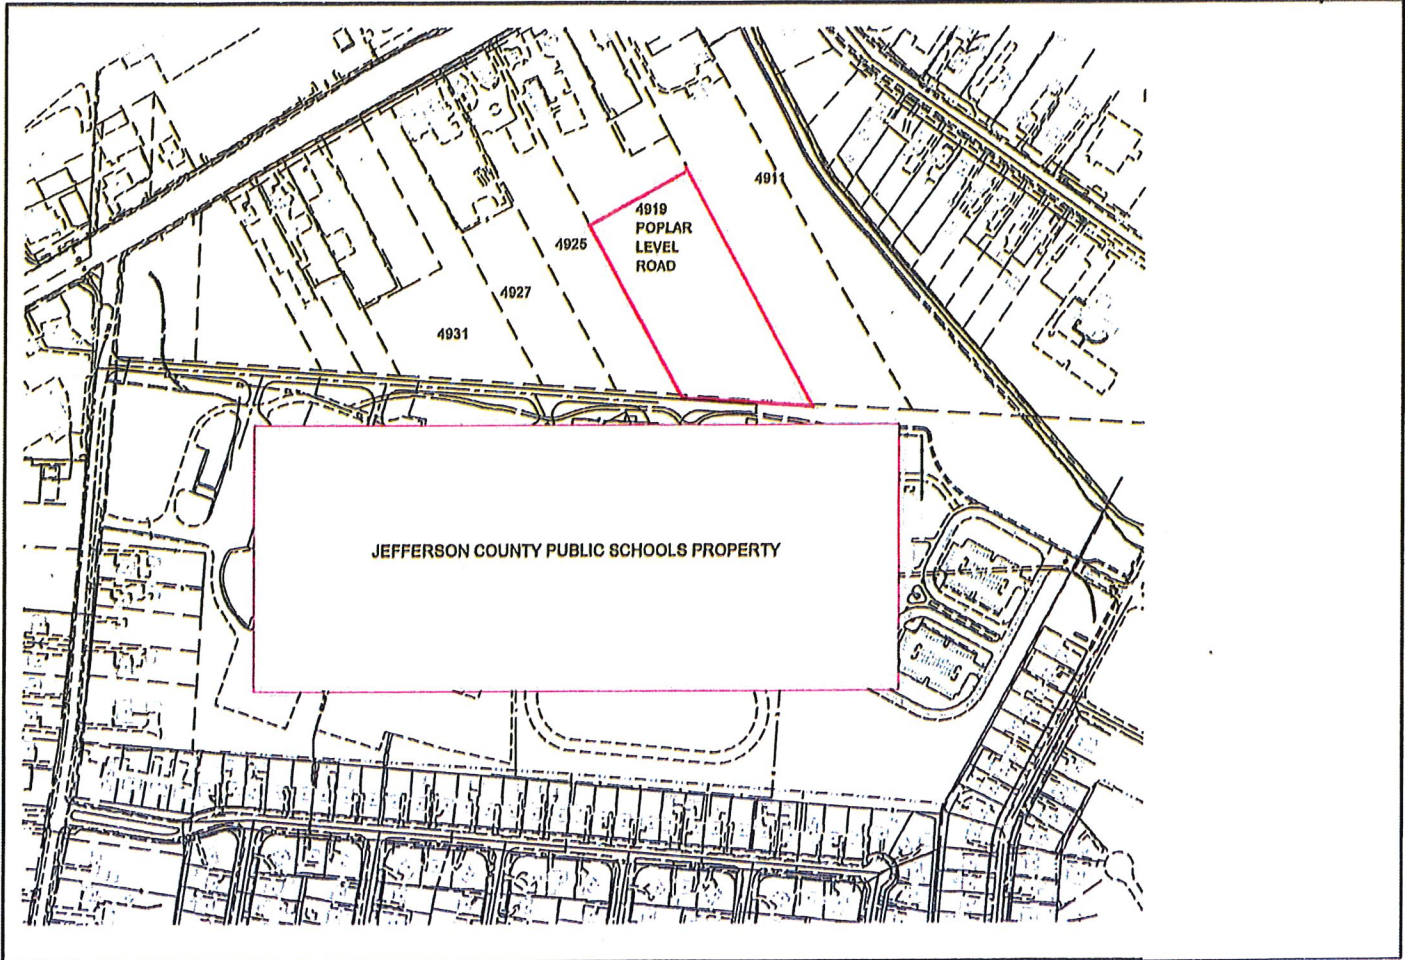 4911
4919
POPLAR
LEVEL
ROAD
4925
4927
4931
JEFFERSON COUNTY PUBLIC SCHOOLS PROPERTY